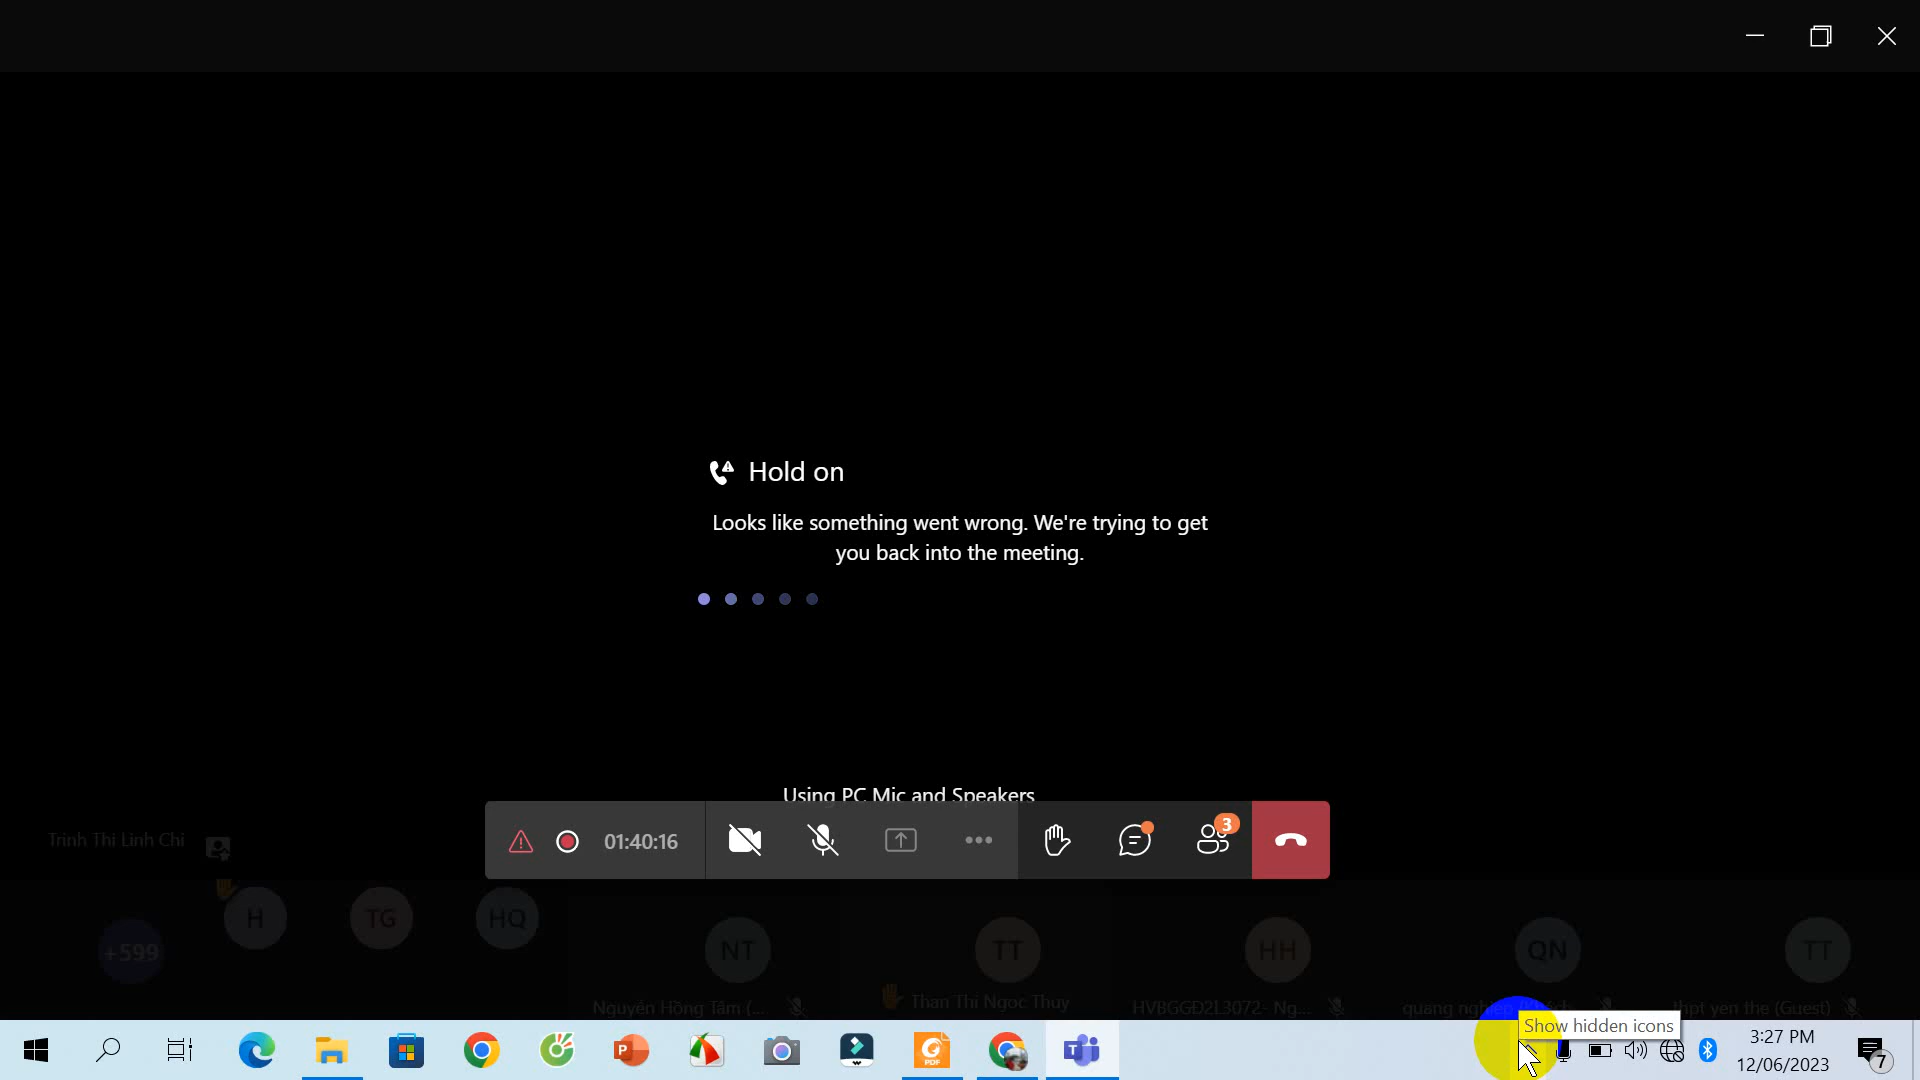 Hold on
Looks like something went wrong. We're trying to get
you back into the meeting.
Using PC Mic and Speakers
01:40:16
3
Trinh Thi Linh Chi
+599
H
TG
HQ
NT
TT
HH
QN
TT
Nguyễn Hồng Tâm (...
Than Thi Ngoc Thuy
HVBGGĐ2L3072- Ng...
quang nghiep
thpt yen the (Guest)
Show hidden icons
P
PDF
T
3:27 PM
12/06/2023
7